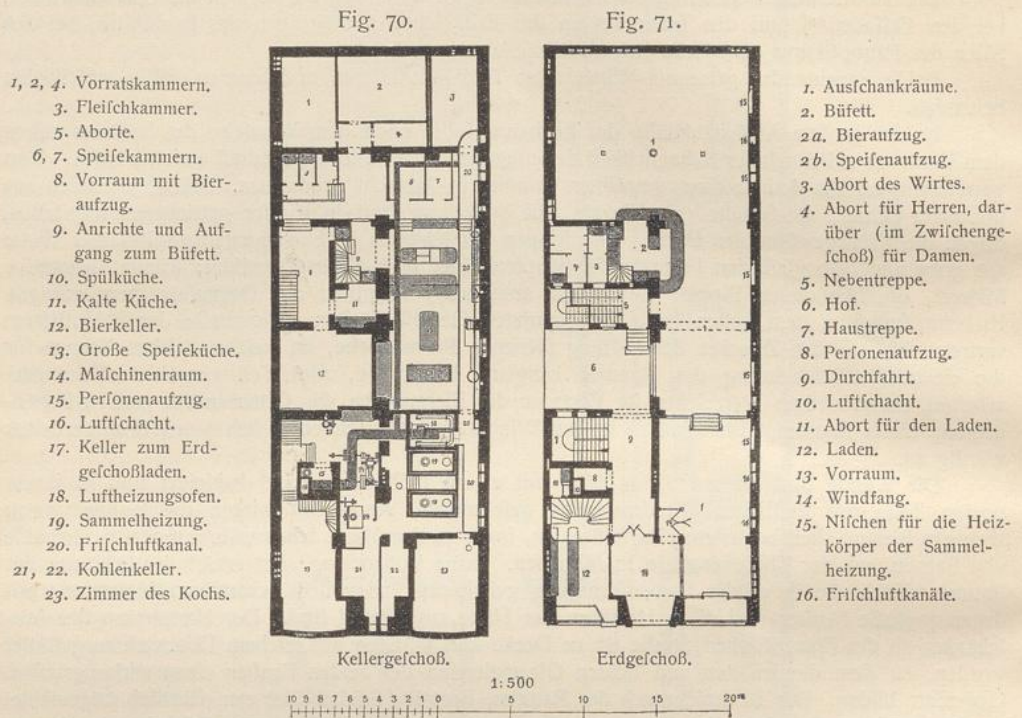 Fig. 70.
Fig. 71.
1, 2, 4. Vorratskammern.
3. Fleiſchkammer.
5. Aborte.
6, 7. Speiſekammern.
8. Vorraum mit Bier-
aufzug.
9. Anrichte und Auf-
gang zum Büfett.
10. Spülküche.
11. Kalte Küche.
12. Bierkeller.
13. Große Speiſeküche.
14. Maſchinenraum.
15. Perſonenaufzug.
16. Luftſchacht.
17. Keller zum Erd-
geſchoßladen.
18. Luftheizungsofen.
19. Sammelheizung.
20. Friſchluftkanal.
21, 22. Kohlenkeller.
23. Zimmer des Kochs.
1. Ausſchankräume.
2. Büfett.
2a. Bieraufzug.
2b. Speiſenaufzug.
3. Abort des Wirtes.
4. Abort für Herren, dar-
über (im Zwiſchenge-
ſchoß) für Damen.
5. Nebentreppe.
6. Hof.
7. Haustreppe.
8. Perſonenaufzug.
9. Durchfahrt.
10. Luftſchacht.
11. Abort für den Laden.
12. Laden.
13. Vorraum.
14. Windfang.
15. Niſchen für die Heiz-
körper der Sammel-
heizung.
16. Friſchluftkanäle.
Kellergeſchoß.
Erdgeſchoß.
1:500
10 9 8 7 6 5 4 3 2 1 0 5 10 15 20m